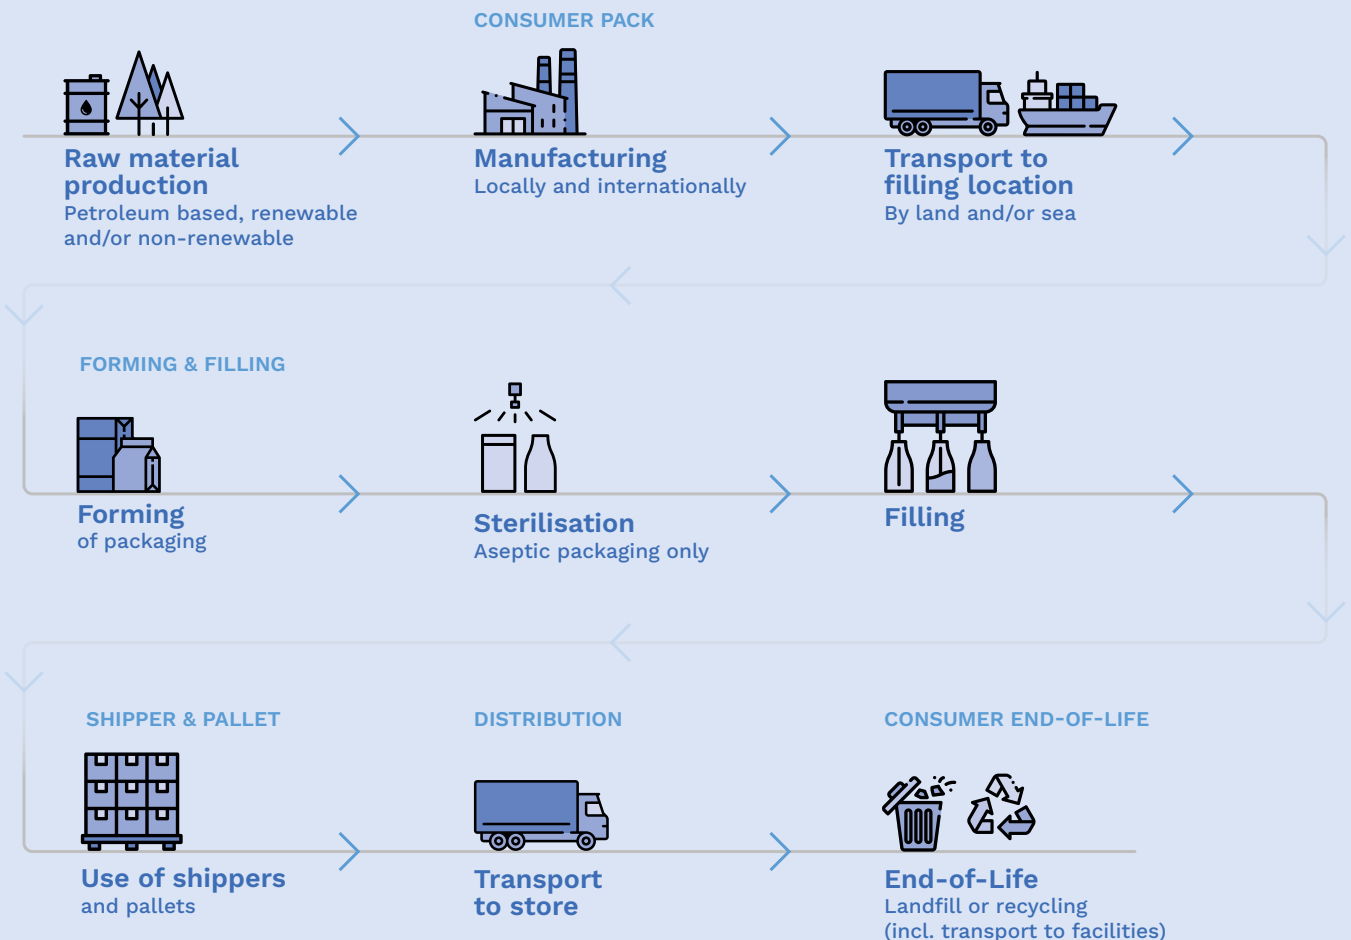 CONSUMER PACK
Raw material
production
Petroleum based, renewable
and/or non-renewable
Manufacturing
Locally and internationally
Transport to
filling location
By land and/or sea
FORMING & FILLING
Forming
of packaging
Sterilisation
Aseptic packaging only
Filling
SHIPPER & PALLET
Use of shippers
and pallets
DISTRIBUTION
Transport
to store
CONSUMER END-OF-LIFE
End-of-Life
Landfill or recycling
(incl. transport to facilities)